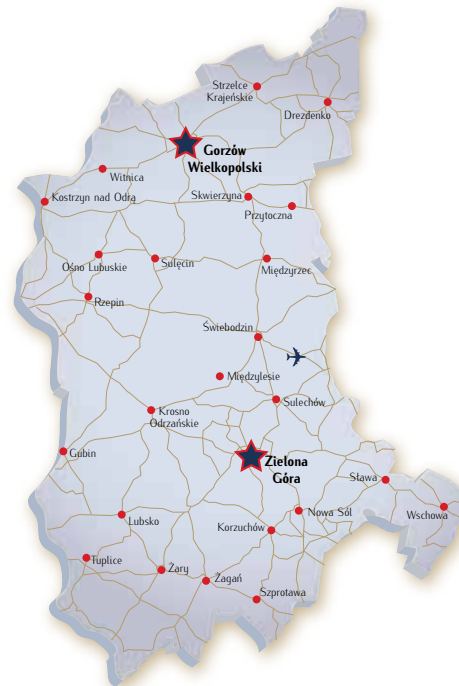 Strzelce
Krajeńskie
Drezdenko
Gorzów
Wielkopolski
Witnica
Kostrzyn nad Odrą
Skwierzyna
Przytoczna
Ośno Lubuskie
Sulęcin
Międzyrzec
Rzepin
Świebodzin
Międzylesie
Sulechów
Krosno
Odrzańskie
Gubin
Zielona
Góra
Sława
Wschowa
Lubsko
Nowa Sól
Korzuchów
Tuplice
Żary
Żagań
Szprotawa